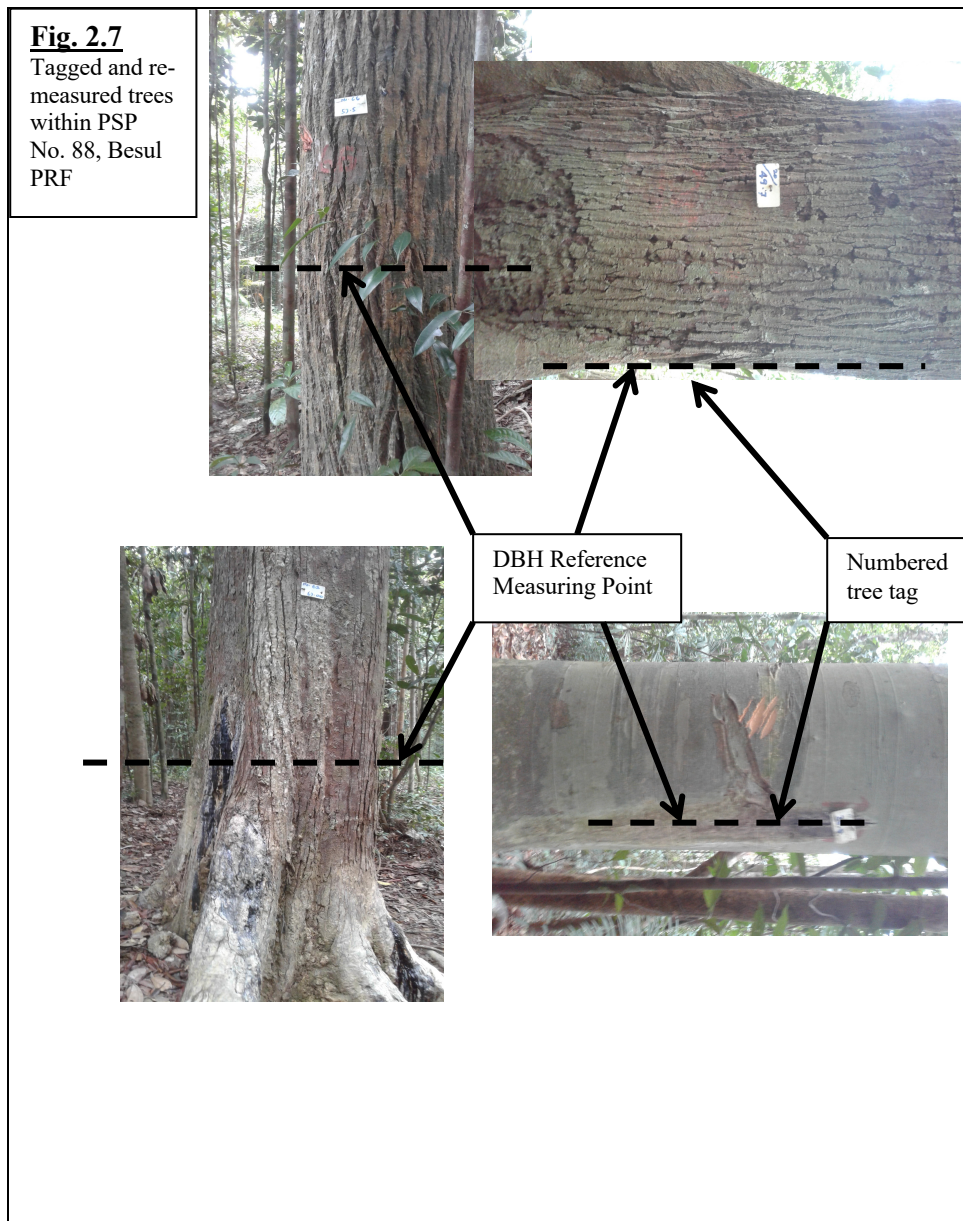 Fig. 2.7
Tagged and re-
measured trees
within PSP
No. 88, Besul
PRF
DBH Reference
Measuring Point
Numbered
tree tag